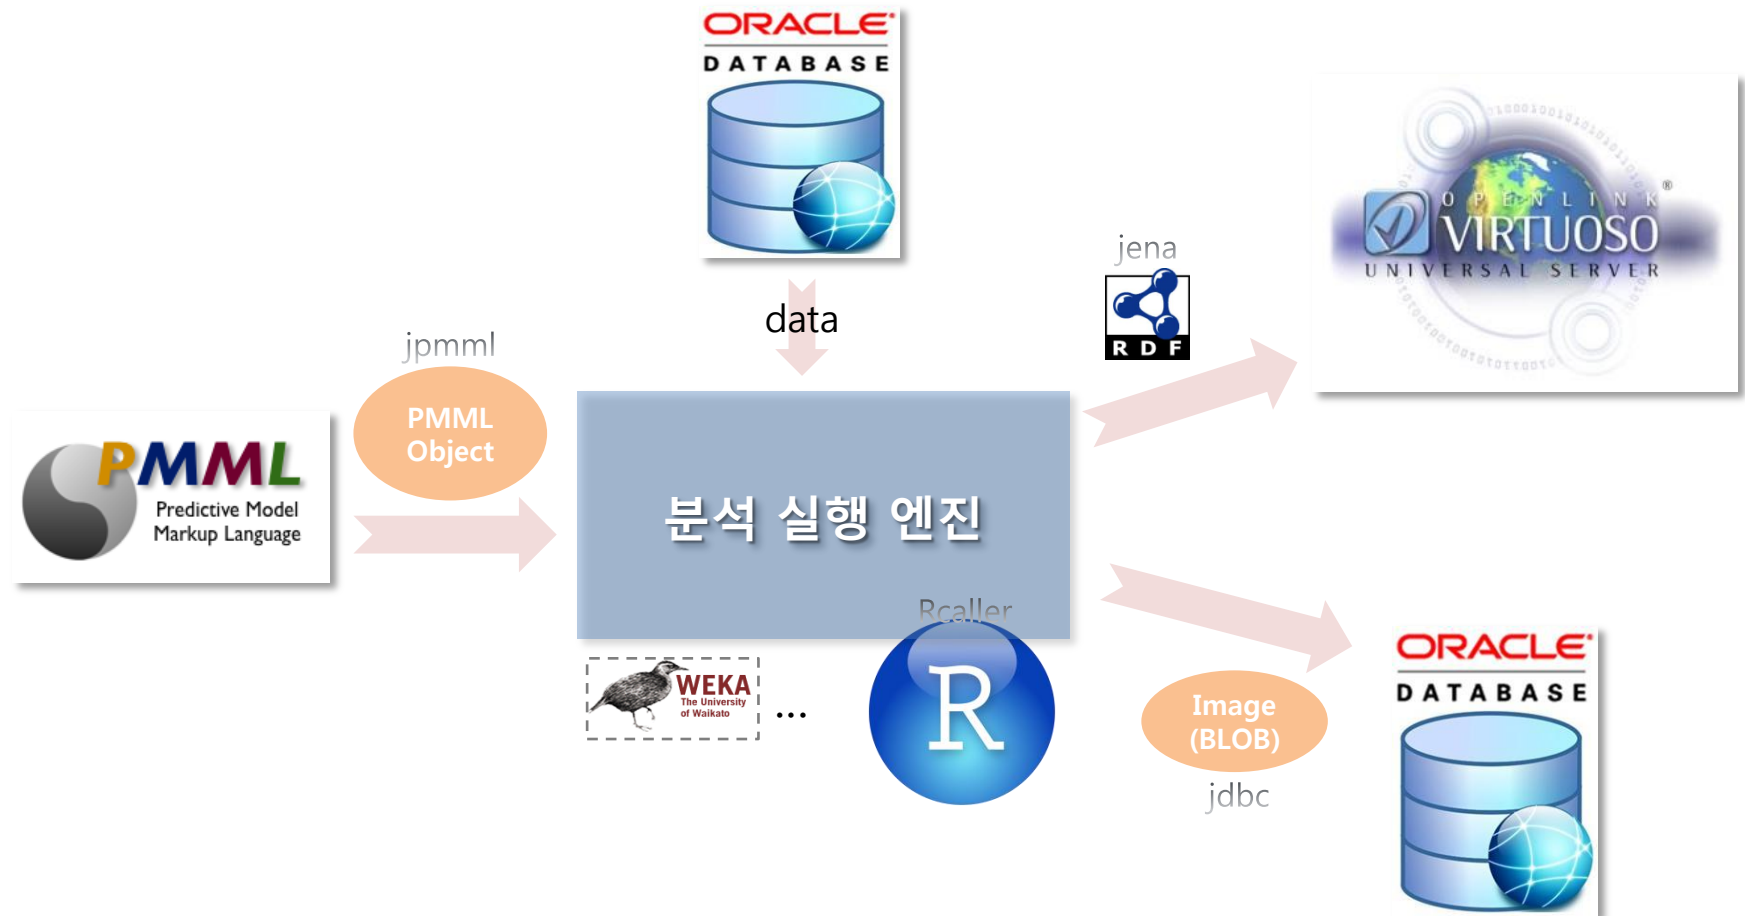 ORACLE
DATABASE
data
jpmml
PMML
Object
PMML
Predictive Model
Markup Language
분석 실행 엔진
Rcaller
R
WEKA
The University
of Waikato
...
jena
RDF
OPENLINK
VIRTUOSO
UNIVERSAL SERVER
Image
(BLOB)
jdbc
ORACLE
DATABASE